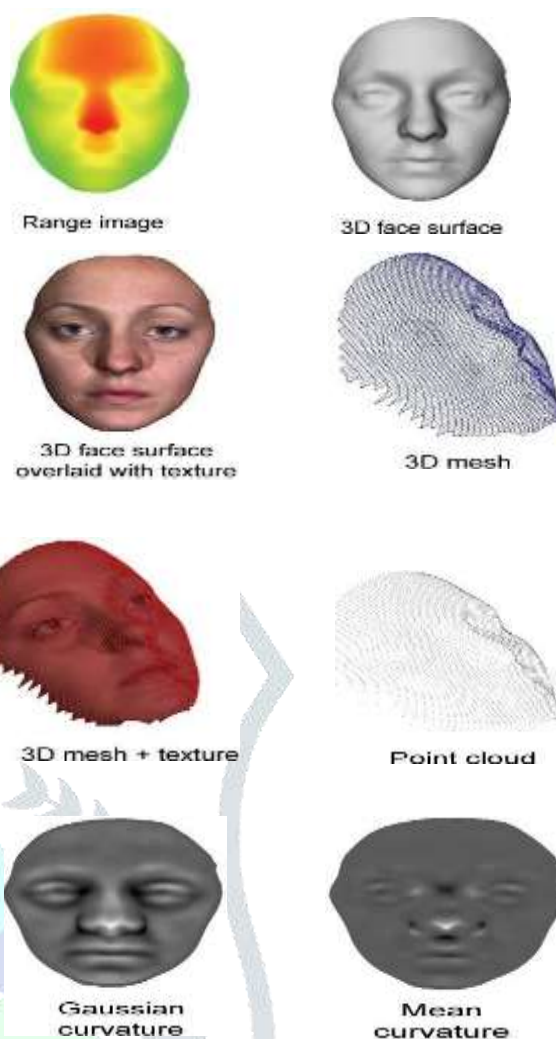 Range image
3D face surface
3D face surface
overlaid with texture
3D mesh
3D mesh + texture
Point cloud
Gaussian
curvature
Mean
curvature